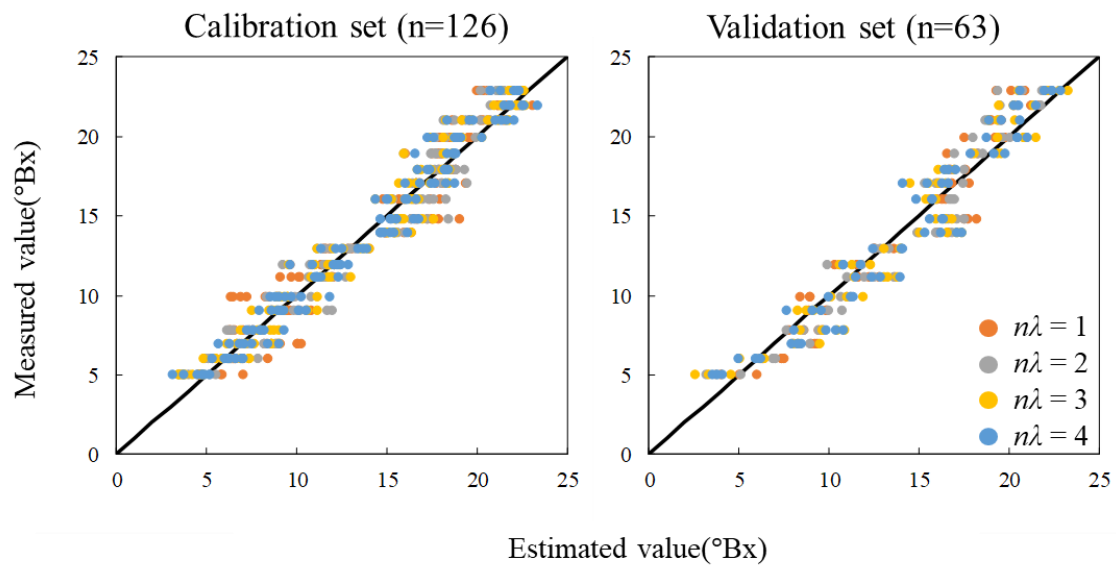 Calibration set (n=126)
Validation set (n=63)
Measured value(°Bx)
25
20
15
10
5
0
0 5 10 15 20 25
25
20
15
10
5
0
0 5 10 15 20 25
nλ = 1
nλ = 2
nλ = 3
nλ = 4
Estimated value(°Bx)